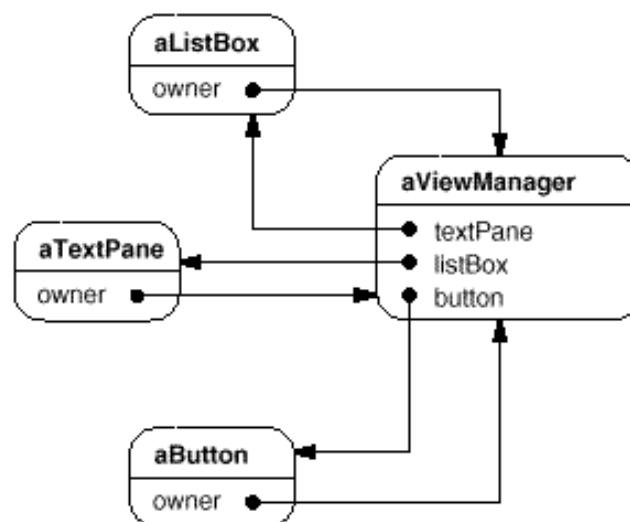 aListBox
owner
aViewManager
textPane
listBox
button
aTextPane
owner
aButton
owner